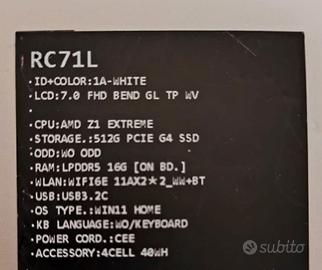 RC71L
·ID+COLOR:1A-WHITE
·LCD:7.0 FHD BEND GL TP WV
·
·CPU:AMD Z1 EXTREME
·STORAGE.:512G PCIE G4 SSD
·ODD:WO ODD
·RAM:LPDDR5 16G [ON BD.]
·WLAN:WIFI6E 11AX2*2_WW+BT
·USB:USB3.2C
·OS TYPE.:WIN11 HOME
·KB LANGUAGE:WO/KEYBOARD
·POWER CORD.:CEE
·ACCESSORY:4CELL 40WH
subito